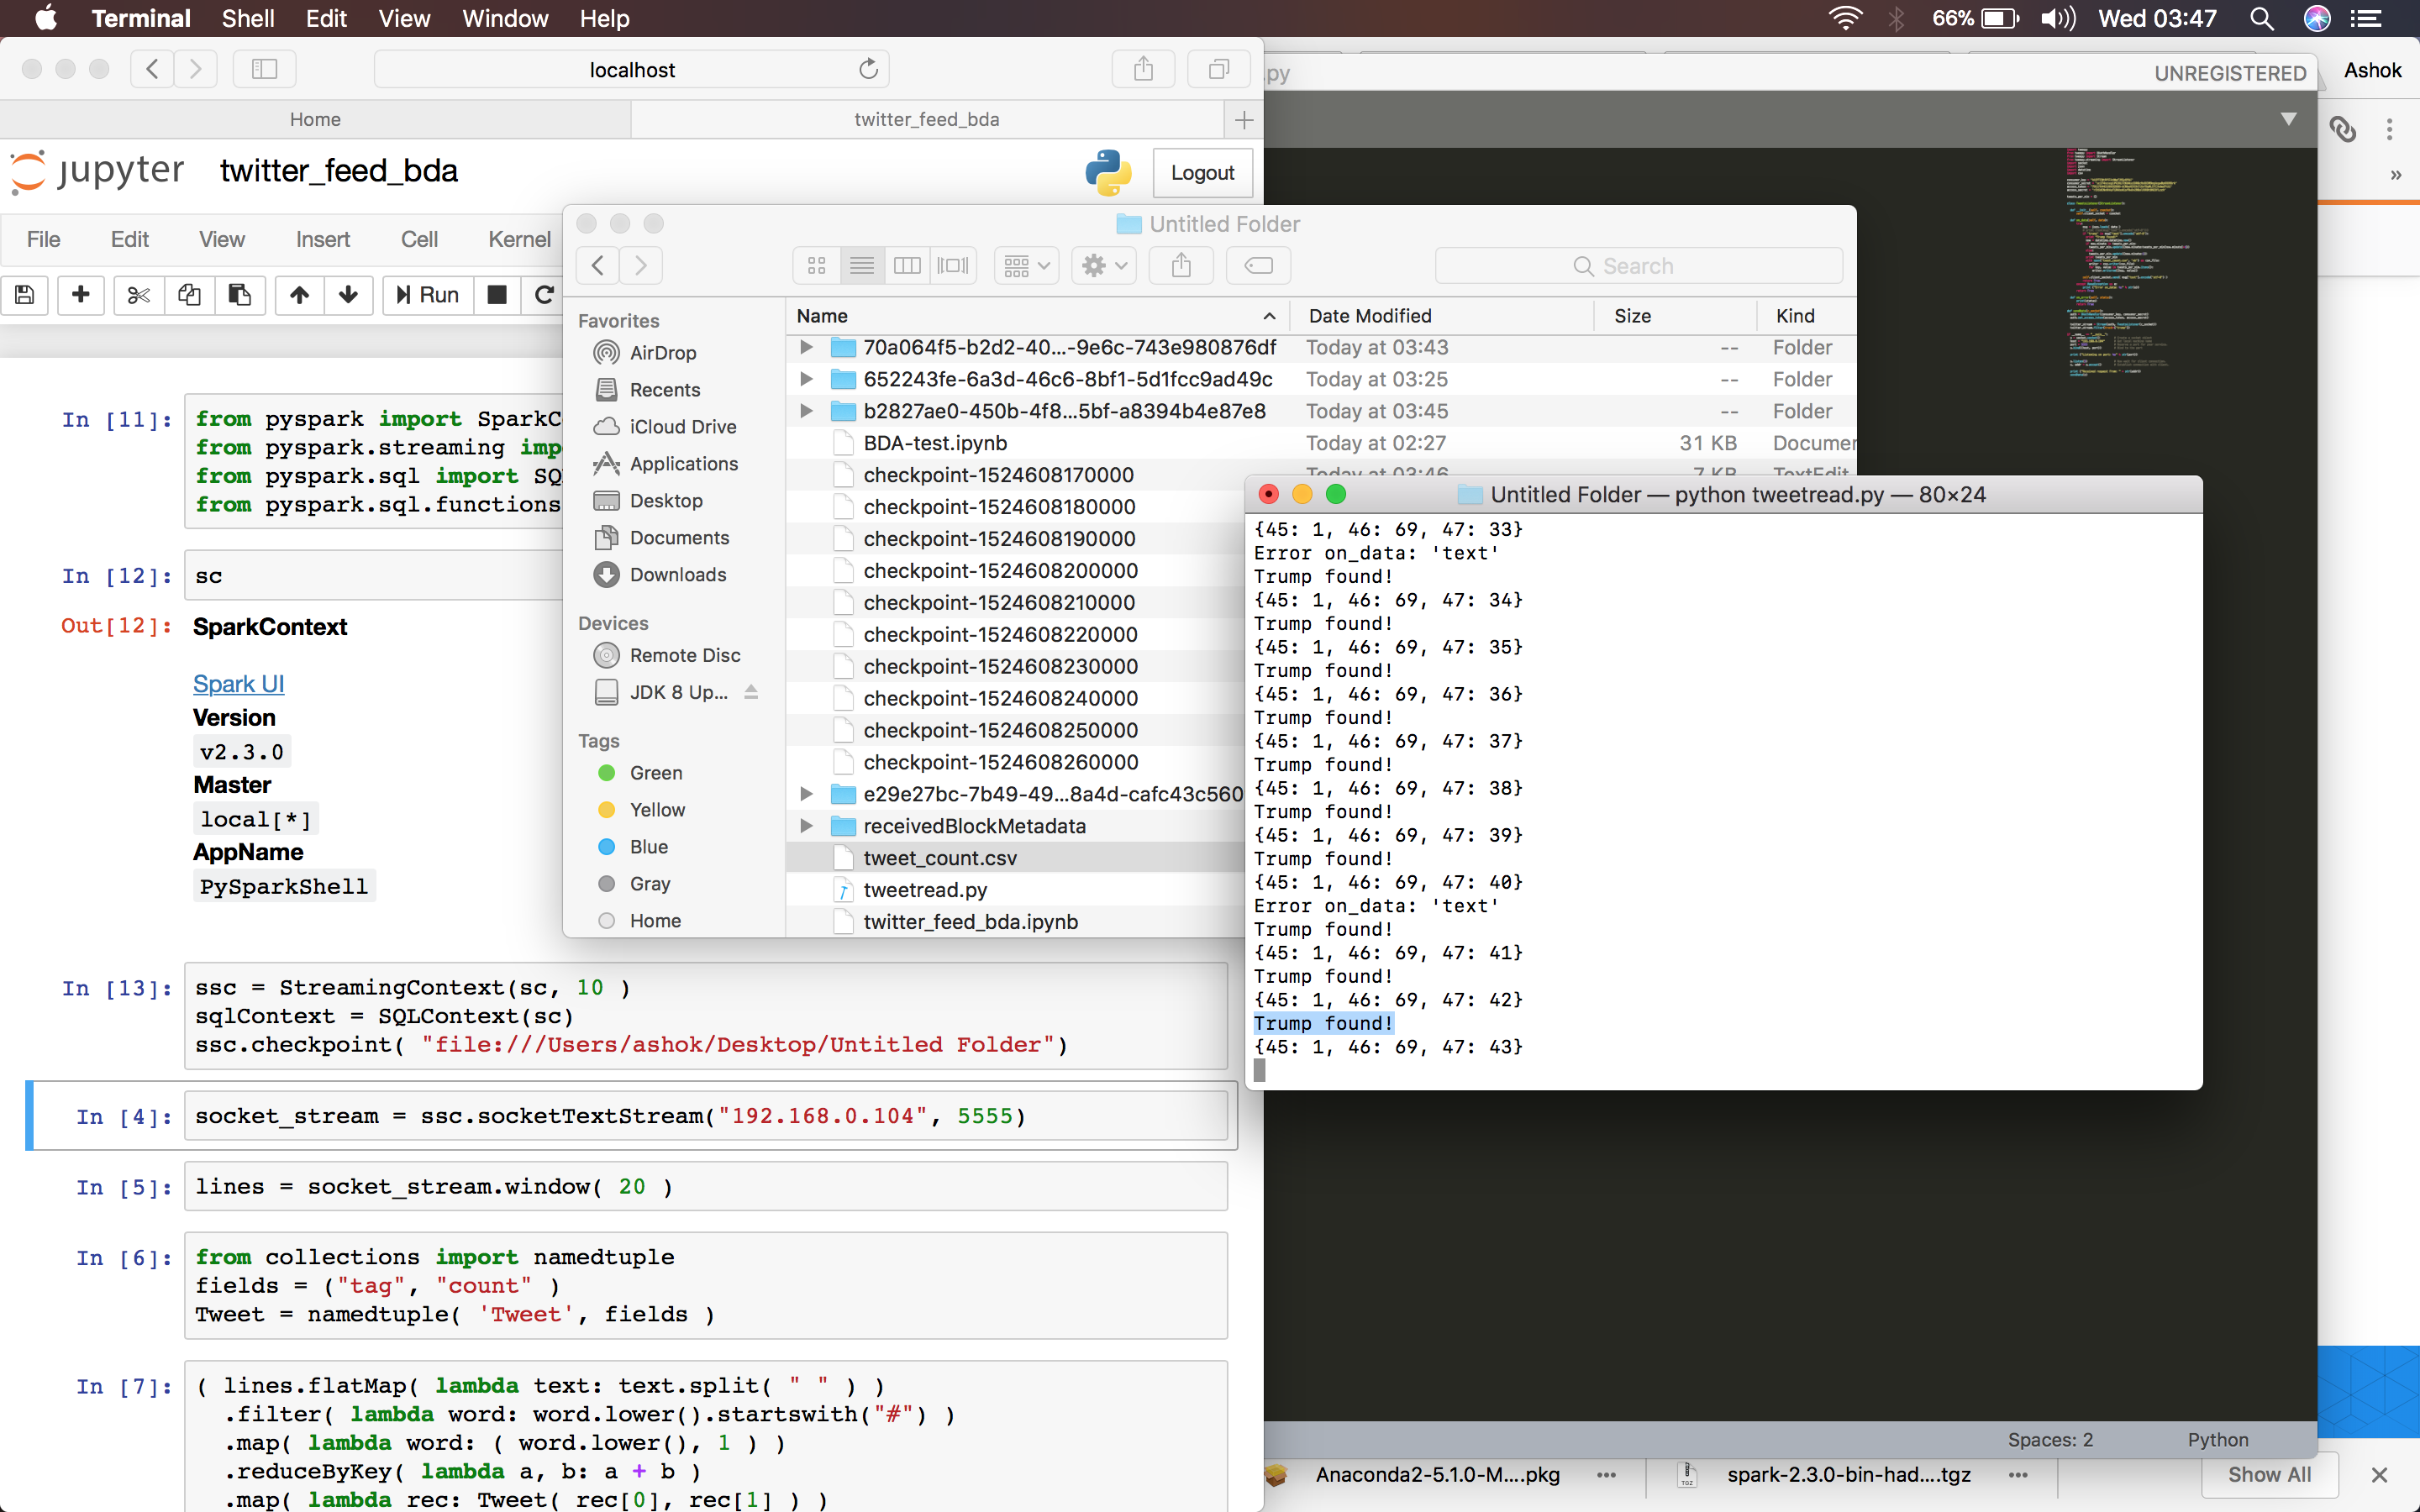 Terminal Shell Edit View Window Help 66% Wed 03:47
localhost
.py UNREGISTERED Ashok
Home twitter_feed_bda
jupyter twitter_feed_bda Logout
File Edit View Insert Cell Kernel
Run
In [11]: from pyspark import SparkC
from pyspark.streaming imp
from pyspark.sql import SQ
from pyspark.sql.functions
In [12]: sc
Out[12]: SparkContext
Spark UI
Version
v2.3.0
Master
local[*]
AppName
PySparkShell
In [13]: ssc = StreamingContext(sc, 10 )
sqlContext = SQLContext(sc)
ssc.checkpoint( "file:///Users/ashok/Desktop/Untitled Folder")
In [4]: socket_stream = ssc.socketTextStream("192.168.0.104", 5555)
In [5]: lines = socket_stream.window( 20 )
In [6]: from collections import namedtuple
fields = ("tag", "count" )
Tweet = namedtuple( 'Tweet', fields )
In [7]: ( lines.flatMap( lambda text: text.split( " " ) )
.filter( lambda word: word.lower().startswith("#") )
.map( lambda word: ( word.lower(), 1 ) )
.reduceByKey( lambda a, b: a + b )
.map( lambda rec: Tweet( rec[0], rec[1] ) )
Untitled Folder
Search
Favorites
AirDrop
Recents
iCloud Drive
Applications
Desktop
Documents
Downloads
Devices
Remote Disc
JDK 8 Up...
Tags
Green
Yellow
Blue
Gray
Home
Name Date Modified Size Kind
70a064f5-b2d2-40...-9e6c-743e980876df Today at 03:43 -- Folder
652243fe-6a3d-46c6-8bf1-5d1fcc9ad49c Today at 03:25 -- Folder
b2827ae0-450b-4f8...5bf-a8394b4e87e8 Today at 03:45 -- Folder
BDA-test.ipynb Today at 02:27 31 KB Documen
checkpoint-1524608170000 Today at 03:46 7 KB TextEdit
checkpoint-1524608180000
checkpoint-1524608190000
checkpoint-1524608200000
checkpoint-1524608210000
checkpoint-1524608220000
checkpoint-1524608230000
checkpoint-1524608240000
checkpoint-1524608250000
checkpoint-1524608260000
e29e27bc-7b49-49...8a4d-cafc43c560
receivedBlockMetadata
tweet_count.csv
tweetread.py
twitter_feed_bda.ipynb
Untitled Folder — python tweetread.py — 80×24
{45: 1, 46: 69, 47: 33}
Error on_data: 'text'
Trump found!
{45: 1, 46: 69, 47: 34}
Trump found!
{45: 1, 46: 69, 47: 35}
Trump found!
{45: 1, 46: 69, 47: 36}
Trump found!
{45: 1, 46: 69, 47: 37}
Trump found!
{45: 1, 46: 69, 47: 38}
Trump found!
{45: 1, 46: 69, 47: 39}
Trump found!
{45: 1, 46: 69, 47: 40}
Error on_data: 'text'
Trump found!
{45: 1, 46: 69, 47: 41}
Trump found!
{45: 1, 46: 69, 47: 42}
Trump found!
{45: 1, 46: 69, 47: 43}
Spaces: 2 Python
Anaconda2-5.1.0-M....pkg spark-2.3.0-bin-had....tgz Show All